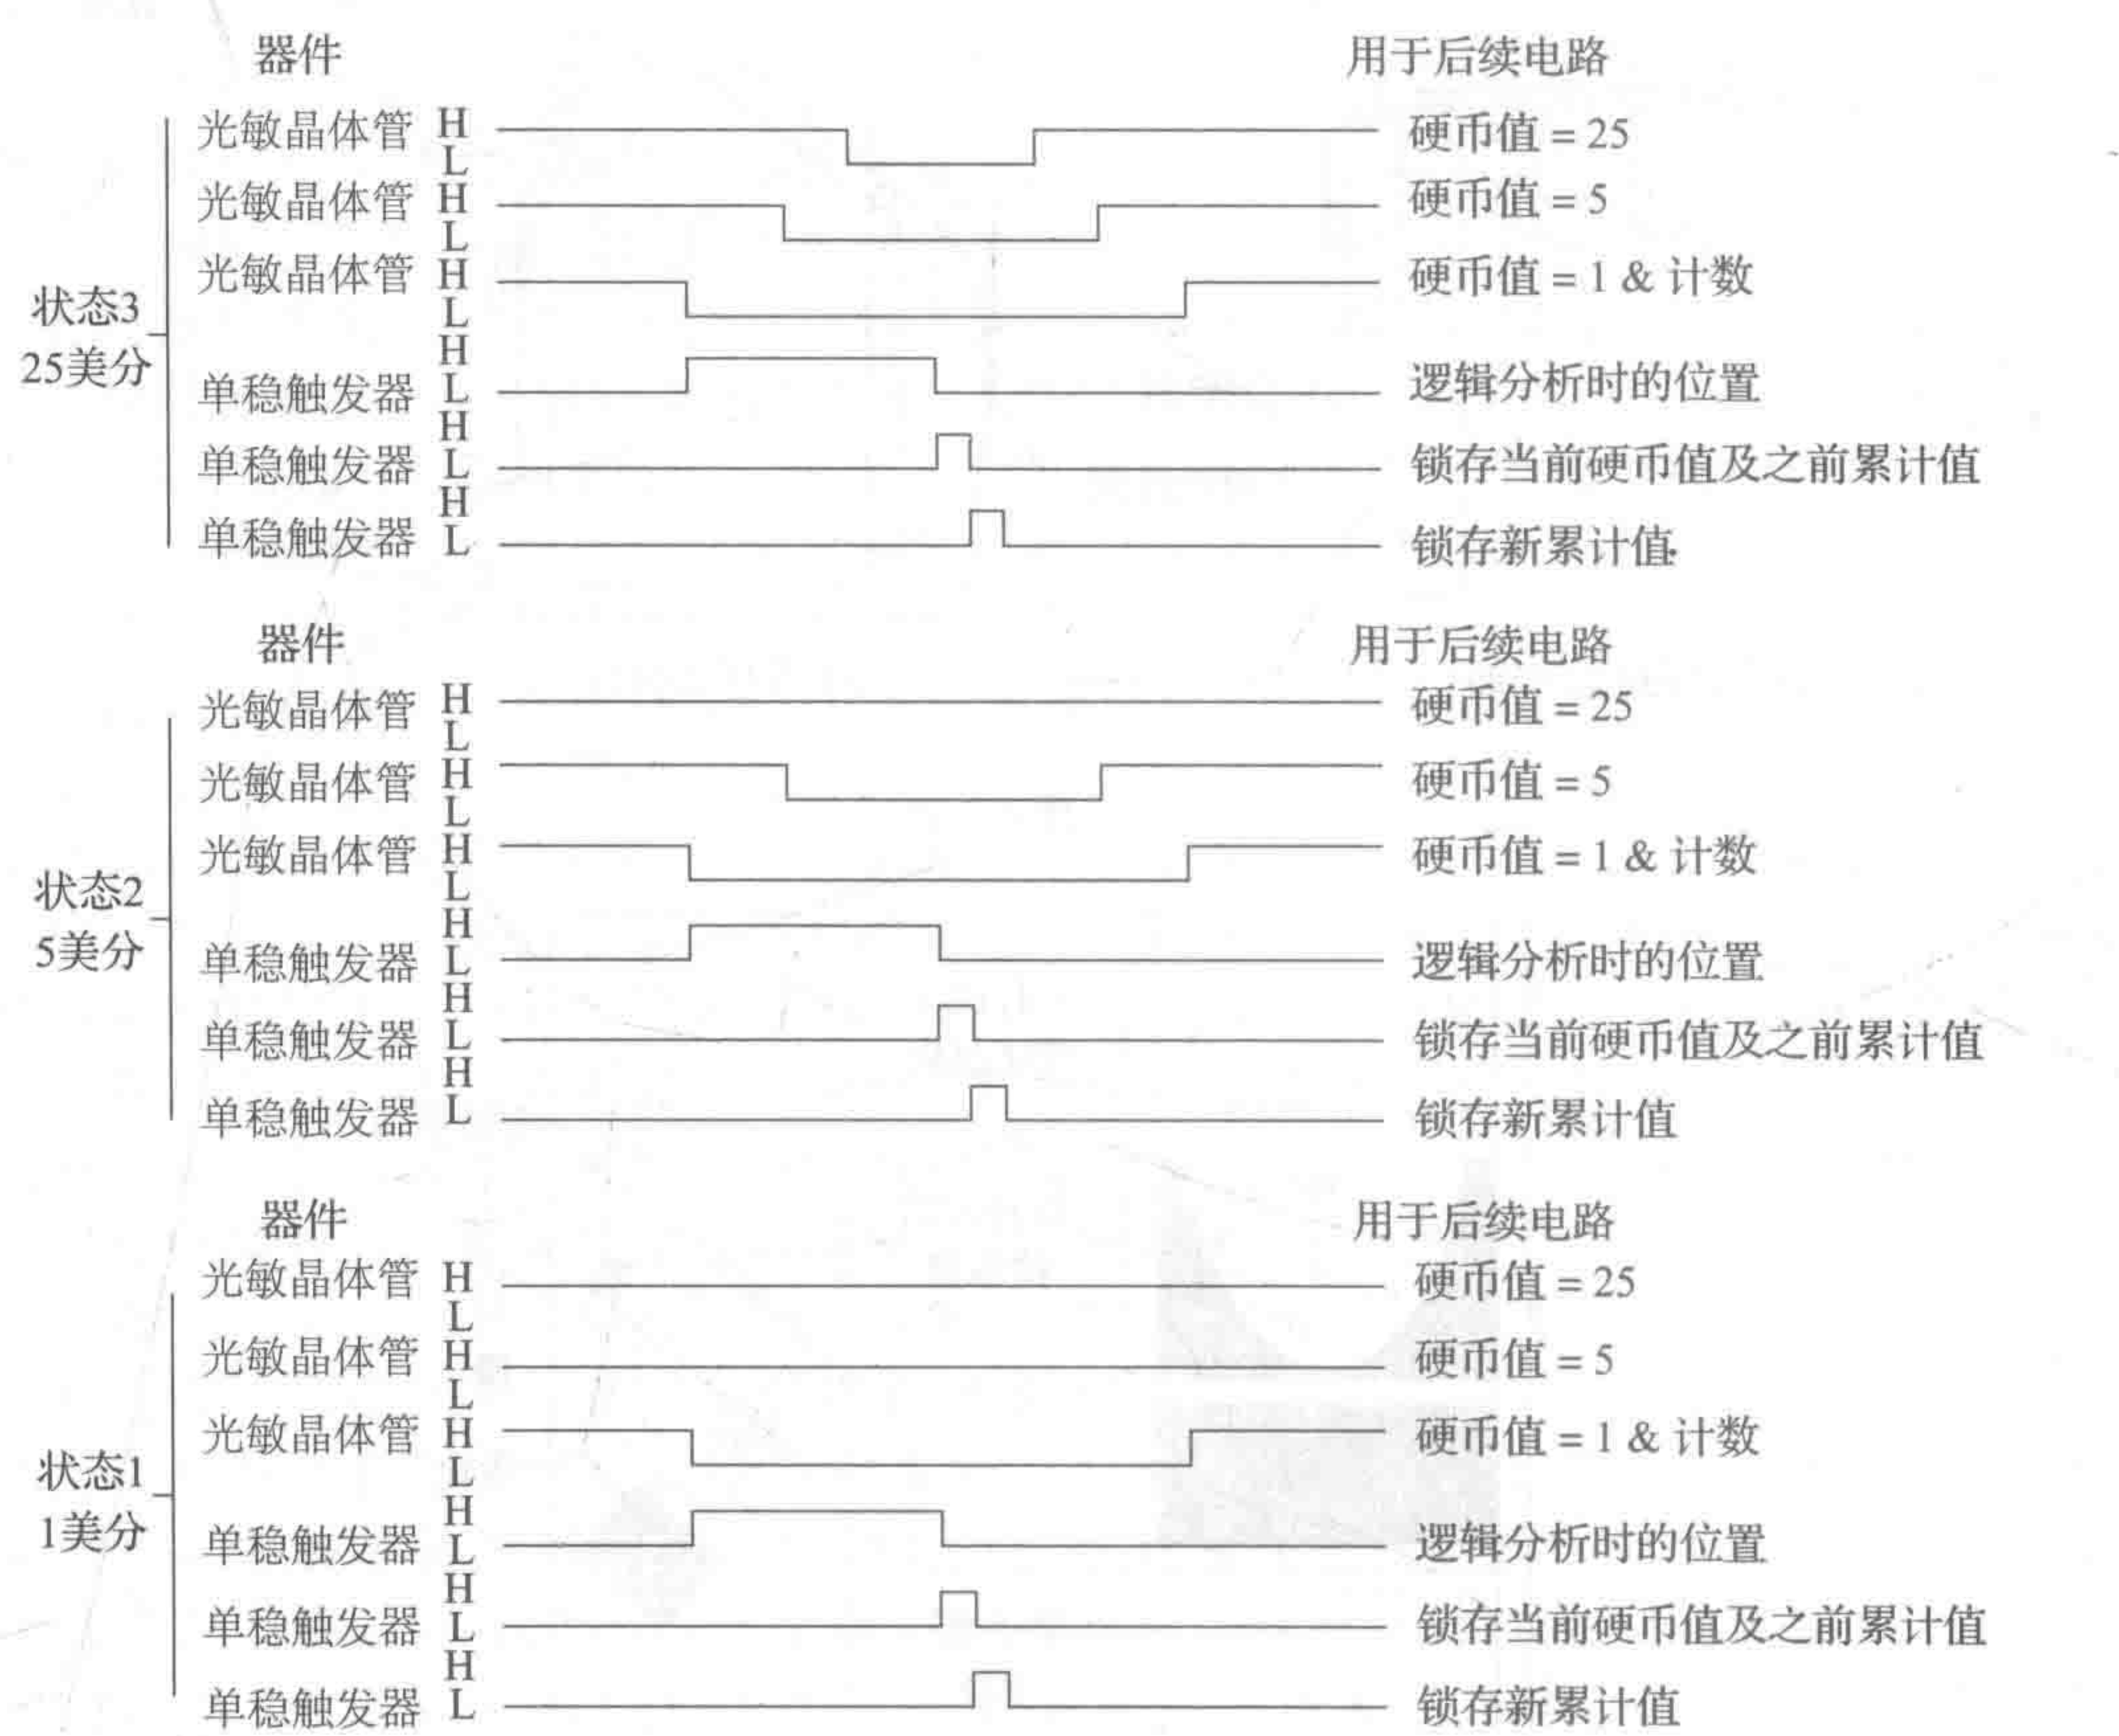 器件 用于后续电路
光敏晶体管 H L 硬币值 = 25
光敏晶体管 H L 硬币值 = 5
光敏晶体管 H L 硬币值 = 1 & 计数
状态3
25美分
单稳触发器 H L 逻辑分析时的位置
单稳触发器 H L 锁存当前硬币值及之前累计值
单稳触发器 H L 锁存新累计值
器件 用于后续电路
光敏晶体管 H L 硬币值 = 25
光敏晶体管 H L 硬币值 = 5
光敏晶体管 H L 硬币值 = 1 & 计数
状态2
5美分
单稳触发器 H L 逻辑分析时的位置
单稳触发器 H L 锁存当前硬币值及之前累计值
单稳触发器 H L 锁存新累计值
器件 用于后续电路
光敏晶体管 H L 硬币值 = 25
光敏晶体管 H L 硬币值 = 5
光敏晶体管 H L 硬币值 = 1 & 计数
状态1
1美分
单稳触发器 H L 逻辑分析时的位置
单稳触发器 H L 锁存当前硬币值及之前累计值
单稳触发器 H L 锁存新累计值